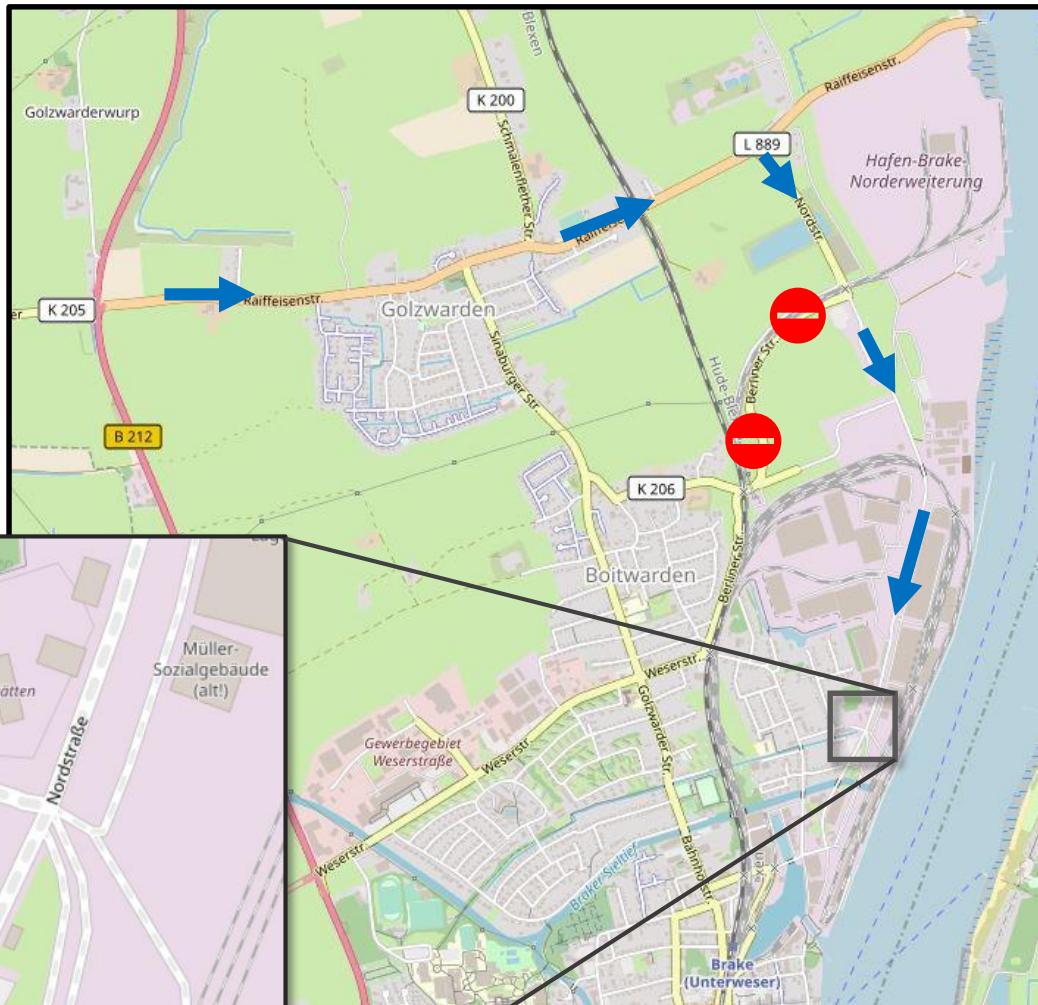 Blexen
Golzwarderwurp
K 200
Schmalenflether Str.
Raiffeisenstr.
L 889
Hafen-Brake-
Norderweiterung
Nordstr.
K 205
Raiffeisenstr.
Golzwarden
Sinaburger Str.
Berliner Str.
B 212
K 206
Boitwarden
Berliner Str.
Müller-
Sozialgebäude
(alt!)
Nordstraße
Weserstr.
Golzwarder Str.
Gewerbegebiet
Weserstraße
Weserstr.
Weserstr.
Braker Sieltief
Bahnhofstr.
Brake
(Unterweser)